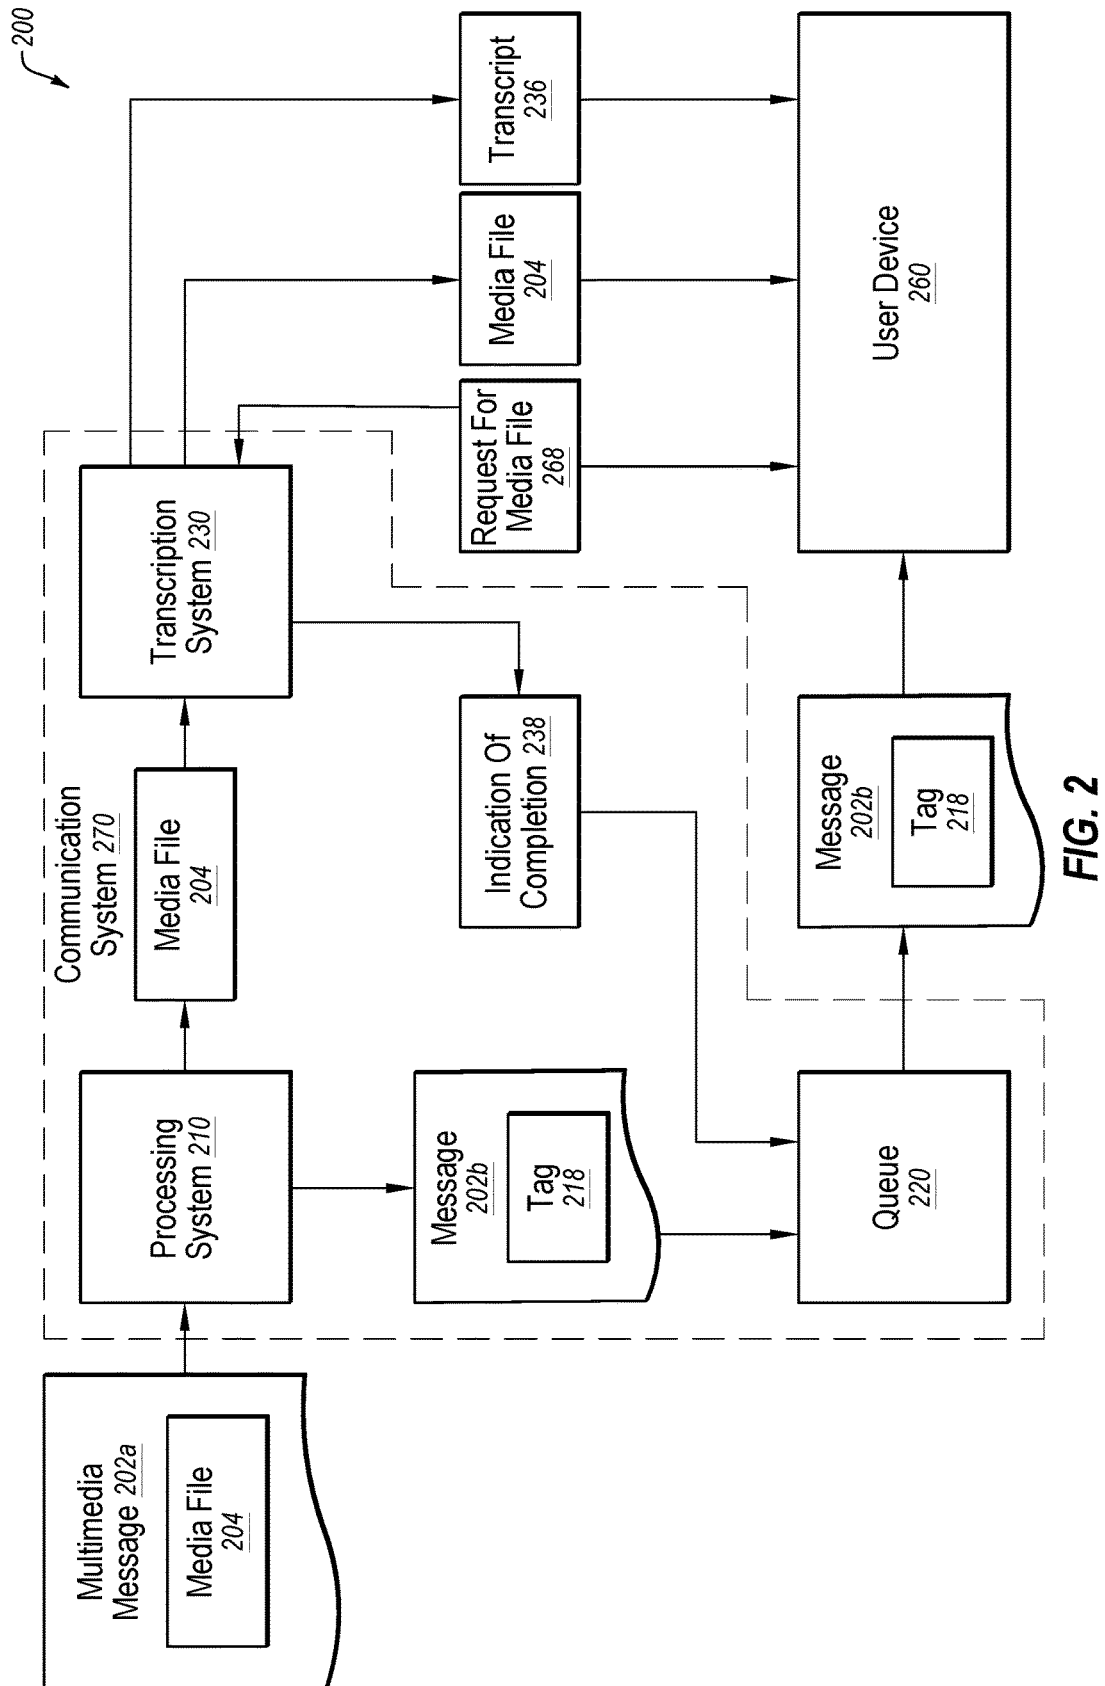 200
Multimedia
Message 202a
Media File
204
Communication
System 270
Processing
System 210
Media File
204
Transcription
System 230
Message
202b
Tag
218
Indication Of
Completion 238
Request For
Media File
268
Media File
204
Transcript
236
Queue
220
Message
202b
Tag
218
User Device
260
FIG. 2